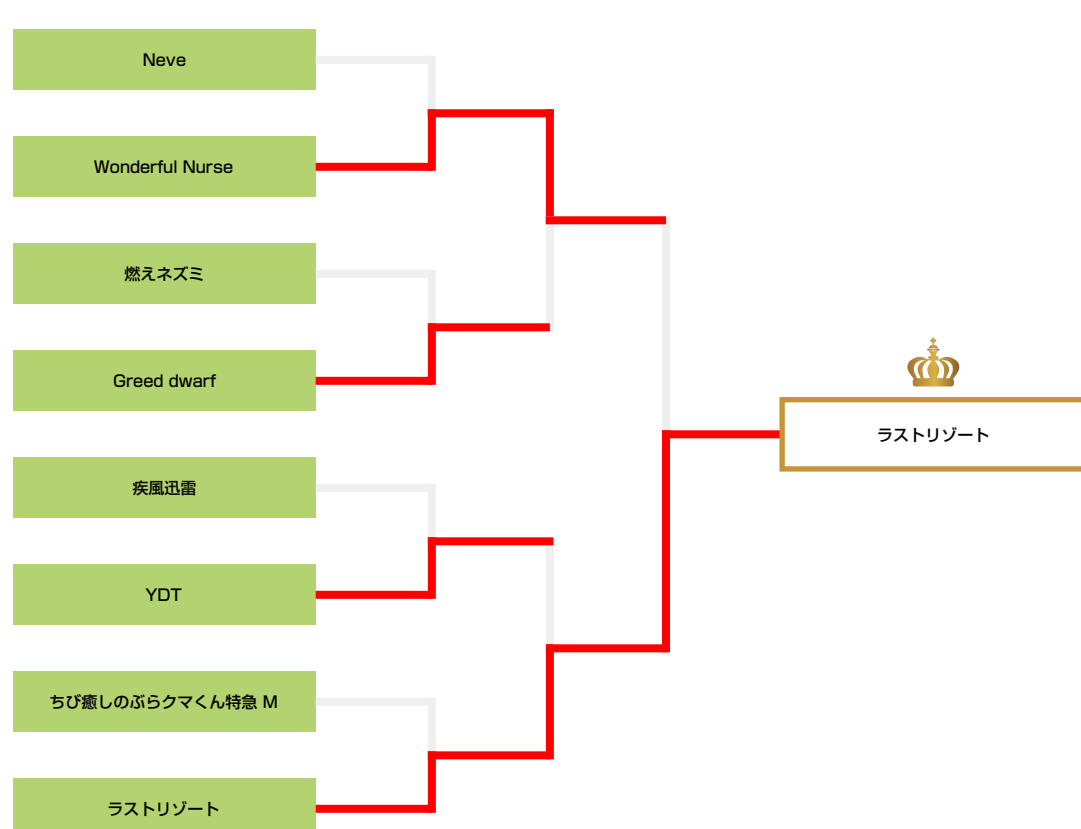 Neve
Wonderful Nurse
燃えネズミ
Greed dwarf
疾風迅雷
YDT
ちび癒しのぶらクマくん特急 M
ラストリゾート
ラストリゾート